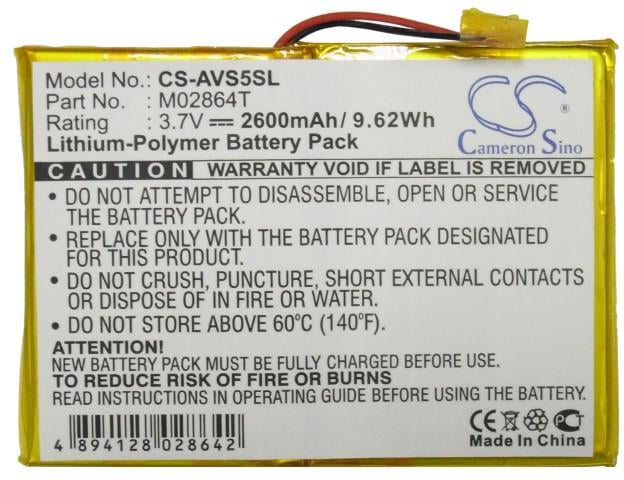 Model No.: CS-AVS5SL
Part No. : M02864T
Rating : 3.7V 2600mAh/ 9.62Wh
Lithium-Polymer Battery Pack
CS
Cameron Sino
CAUTION WARRANTY VOID IF LABEL IS REMOVED
• DO NOT ATTEMPT TO DISASSEMBLE, OPEN OR SERVICE
THE BATTERY PACK.
• REPLACE ONLY WITH THE BATTERY PACK DESIGNATED
FOR THIS PRODUCT.
• DO NOT CRUSH, PUNCTURE, SHORT EXTERNAL CONTACTS
OR DISPOSE OF IN FIRE OR WATER.
• DO NOT STORE ABOVE 60°C (140°F).
ATTENTION!
NEW BATTERY PACK MUST BE FULLY CHARGED BEFORE USE
TO REDUCE RISK OF FIRE OR BURNS
READ INSTRUCTIONS IN OPERATING GUIDE BEFORE USING BATTERY.
4 894128 028642
CE
Made In China